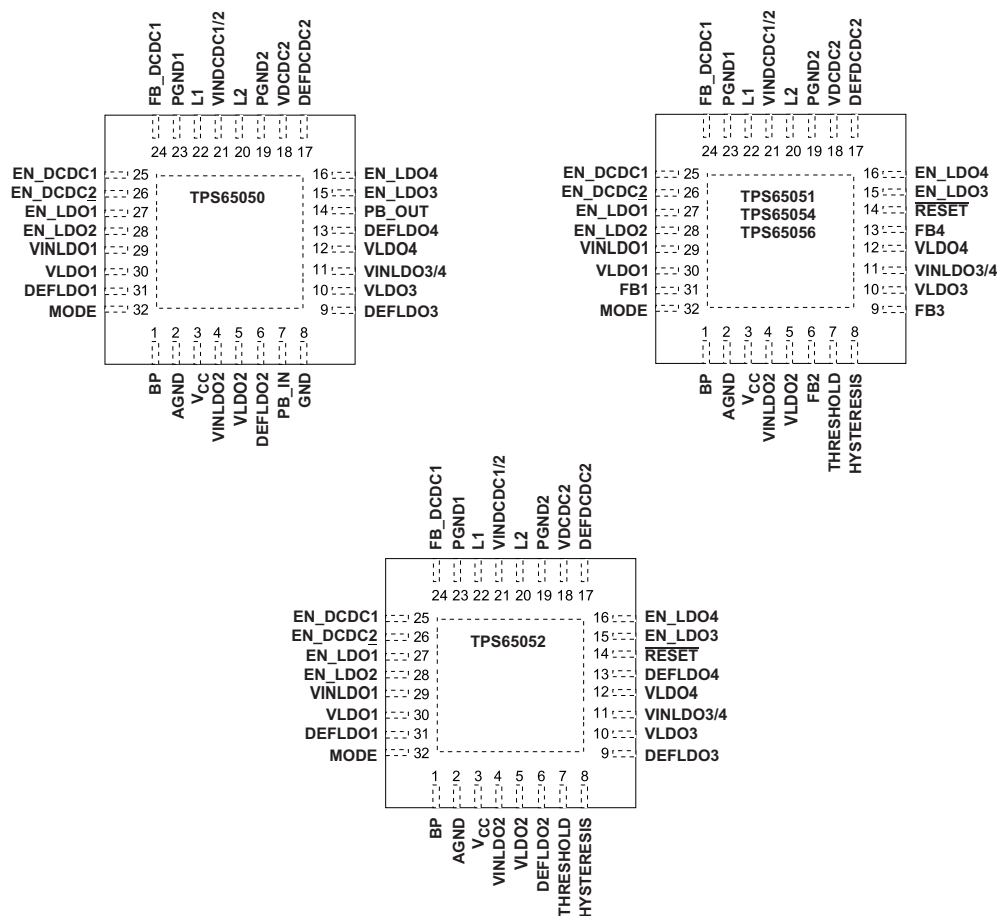 FB_DCDC1
PGND1
L1
VINDCDC1/2
L2
PGND2
VDCDC2
DEFDCDC2
24 23 22 21 20 19 18 17
EN_DCDC1 25
EN_DCDC2 26
EN_LDO1 27
EN_LDO2 28
VINLDO1 29
VLDO1 30
DEFLDO1 31
MODE 32
TPS65050
16 EN_LDO4
15 EN_LDO3
14 PB_OUT
13 DEFLDO4
12 VLDO4
11 VINLDO3/4
10 VLDO3
9 DEFLDO3
1 2 3 4 5 6 7 8
BP
AGND
VCC
VINLDO2
VLDO2
DEFLDO2
PB_IN
GND
FB_DCDC1
PGND1
L1
VINDCDC1/2
L2
PGND2
VDCDC2
DEFDCDC2
24 23 22 21 20 19 18 17
EN_DCDC1 25
EN_DCDC2 26
EN_LDO1 27
EN_LDO2 28
VINLDO1 29
VLDO1 30
FB1 31
MODE 32
TPS65051
TPS65054
TPS65056
16 EN_LDO4
15 EN_LDO3
14 RESET
13 FB4
12 VLDO4
11 VINLDO3/4
10 VLDO3
9 FB3
1 2 3 4 5 6 7 8
BP
AGND
VCC
VINLDO2
VLDO2
FB2
THRESHOLD
HYSTERESIS
FB_DCDC1
PGND1
L1
VINDCDC1/2
L2
PGND2
VDCDC2
DEFDCDC2
24 23 22 21 20 19 18 17
EN_DCDC1 25
EN_DCDC2 26
EN_LDO1 27
EN_LDO2 28
VINLDO1 29
VLDO1 30
DEFLDO1 31
MODE 32
TPS65052
16 EN_LDO4
15 EN_LDO3
14 RESET
13 DEFLDO4
12 VLDO4
11 VINLDO3/4
10 VLDO3
9 DEFLDO3
1 2 3 4 5 6 7 8
BP
AGND
VCC
VINLDO2
VLDO2
DEFLDO2
THRESHOLD
HYSTERESIS